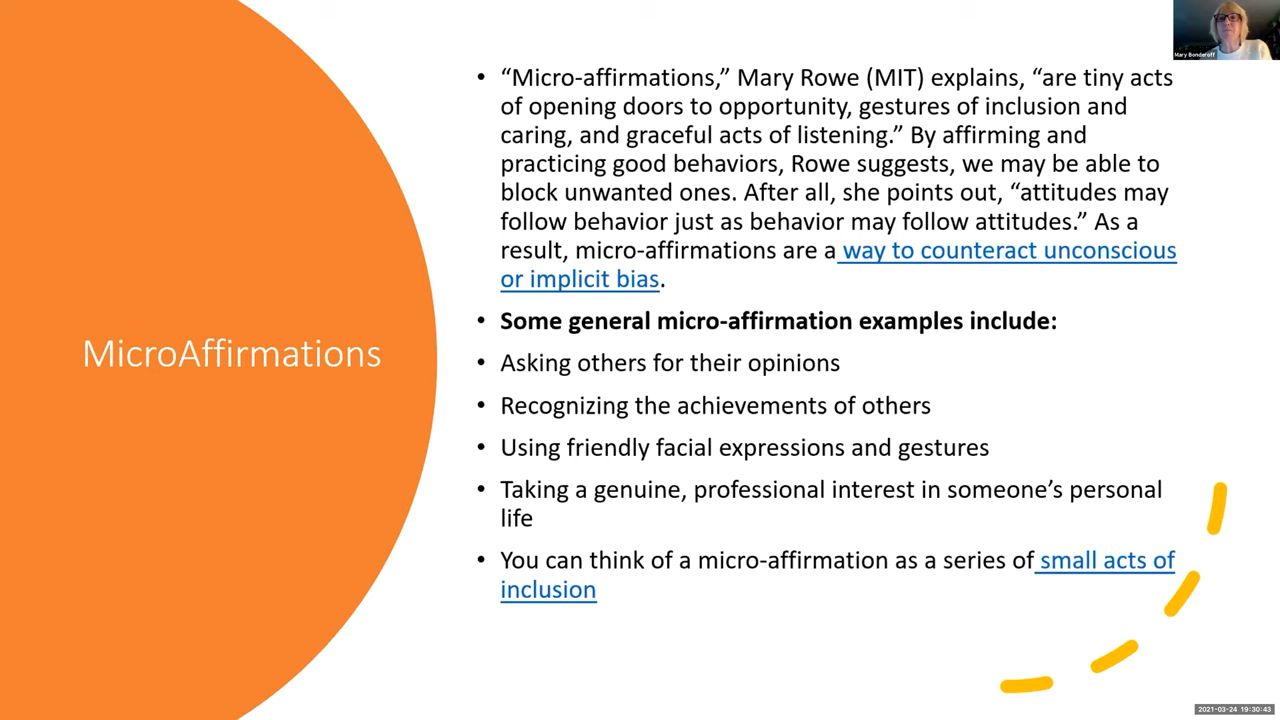 Mary Bonderoff
• “Micro-affirmations,” Mary Rowe (MIT) explains, “are tiny acts
of opening doors to opportunity, gestures of inclusion and
caring, and graceful acts of listening.” By affirming and
practicing good behaviors, Rowe suggests, we may be able to
block unwanted ones. After all, she points out, “attitudes may
follow behavior just as behavior may follow attitudes.” As a
result, micro-affirmations are a way to counteract unconscious
or implicit bias.
• Some general micro-affirmation examples include:
MicroAffirmations
• Asking others for their opinions
• Recognizing the achievements of others
• Using friendly facial expressions and gestures
• Taking a genuine, professional interest in someone’s personal
life
• You can think of a micro-affirmation as a series of small acts of
inclusion
2021-03-24 19:30:43